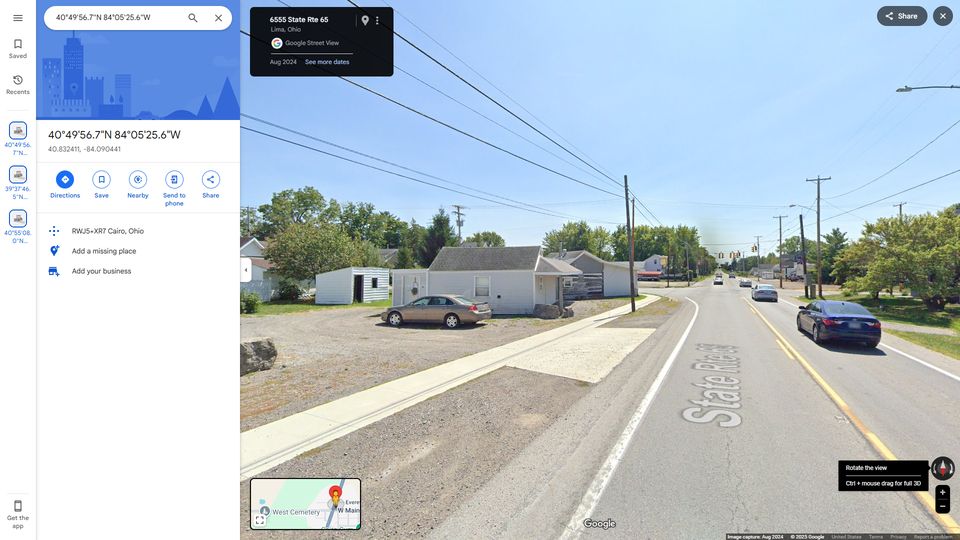 40°49'56.7"N 84°05'25.6"W
Saved
Recents
40°49'56.
7"N...
39°37'46.
5"N...
40°55'08.
0"N...
Get the
app
40°49'56.7"N 84°05'25.6"W
40.832411, -84.090441
Directions
Save
Nearby
Send to
phone
Share
RWJ5+XR7 Cairo, Ohio
Add a missing place
Add your business
6555 State Rte 65
Lima, Ohio
Google Street View
Aug 2024 See more dates
Share
State Rte 65
Rotate the view
Ctrl + mouse drag for full 3D
West Cemetery
W Main
Google
Image capture: Aug 2024 © 2025 Google United States Terms Privacy Report a problem